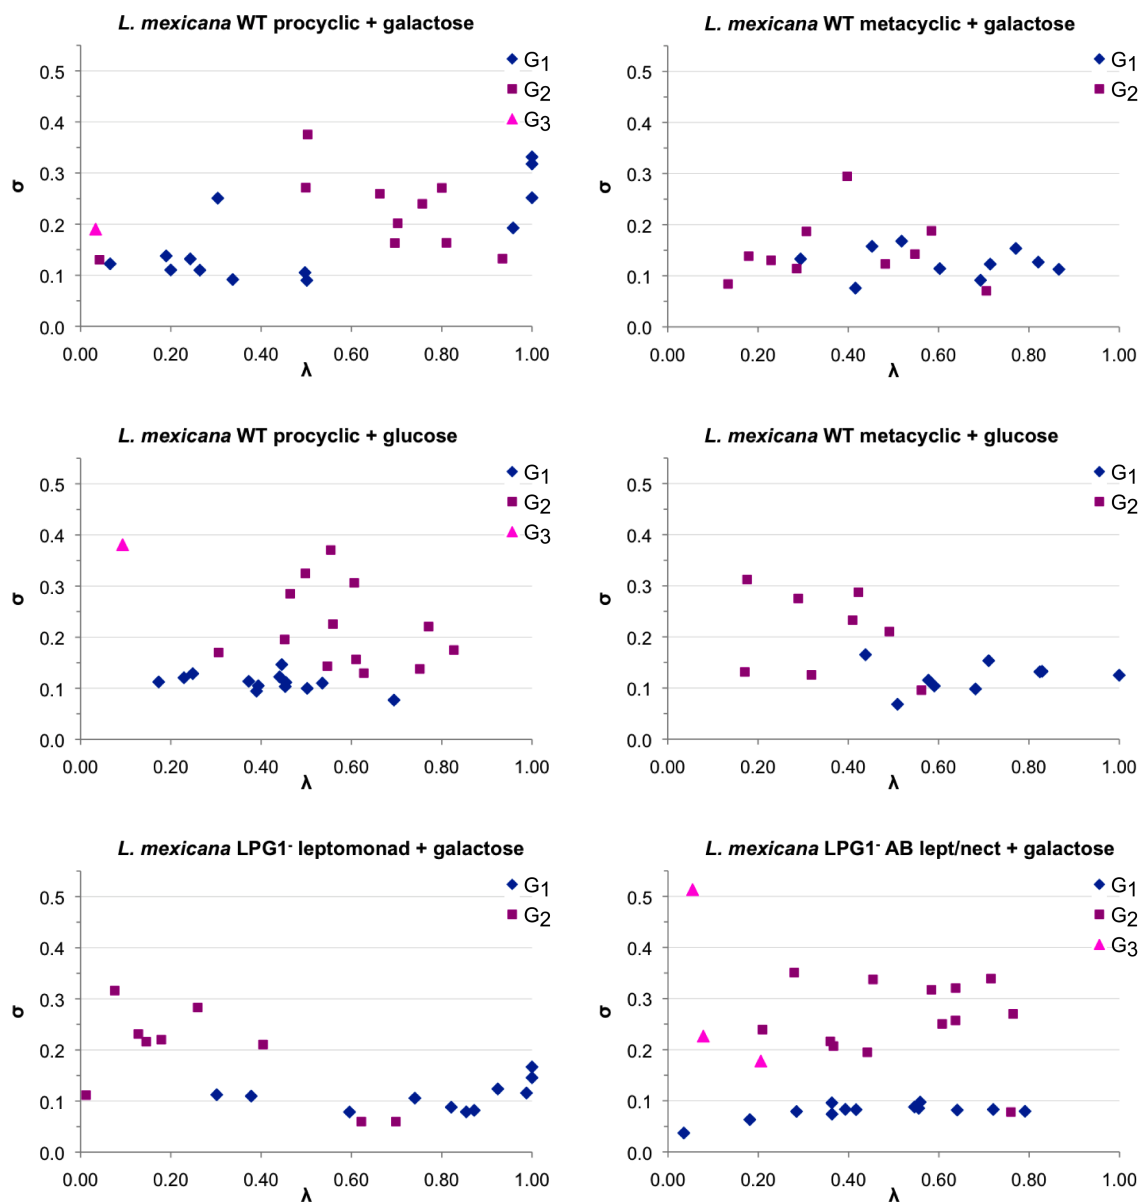 L. mexicana WT procyclic + galactose
G1
G2
G3
σ
0.5
0.4
0.3
0.2
0.1
0.0
0.00 0.20 0.40 0.60 0.80 1.00
λ
L. mexicana WT metacyclic + galactose
G1
G2
σ
0.5
0.4
0.3
0.2
0.1
0.0
0.00 0.20 0.40 0.60 0.80 1.00
λ
L. mexicana WT procyclic + glucose
G1
G2
G3
σ
0.5
0.4
0.3
0.2
0.1
0.0
0.00 0.20 0.40 0.60 0.80 1.00
λ
L. mexicana WT metacyclic + glucose
G1
G2
σ
0.5
0.4
0.3
0.2
0.1
0.0
0.00 0.20 0.40 0.60 0.80 1.00
λ
L. mexicana LPG1⁻ leptomonad + galactose
G1
G2
σ
0.5
0.4
0.3
0.2
0.1
0.0
0.00 0.20 0.40 0.60 0.80 1.00
λ
L. mexicana LPG1⁻ AB lept/nect + galactose
G1
G2
G3
σ
0.5
0.4
0.3
0.2
0.1
0.0
0.00 0.20 0.40 0.60 0.80 1.00
λ